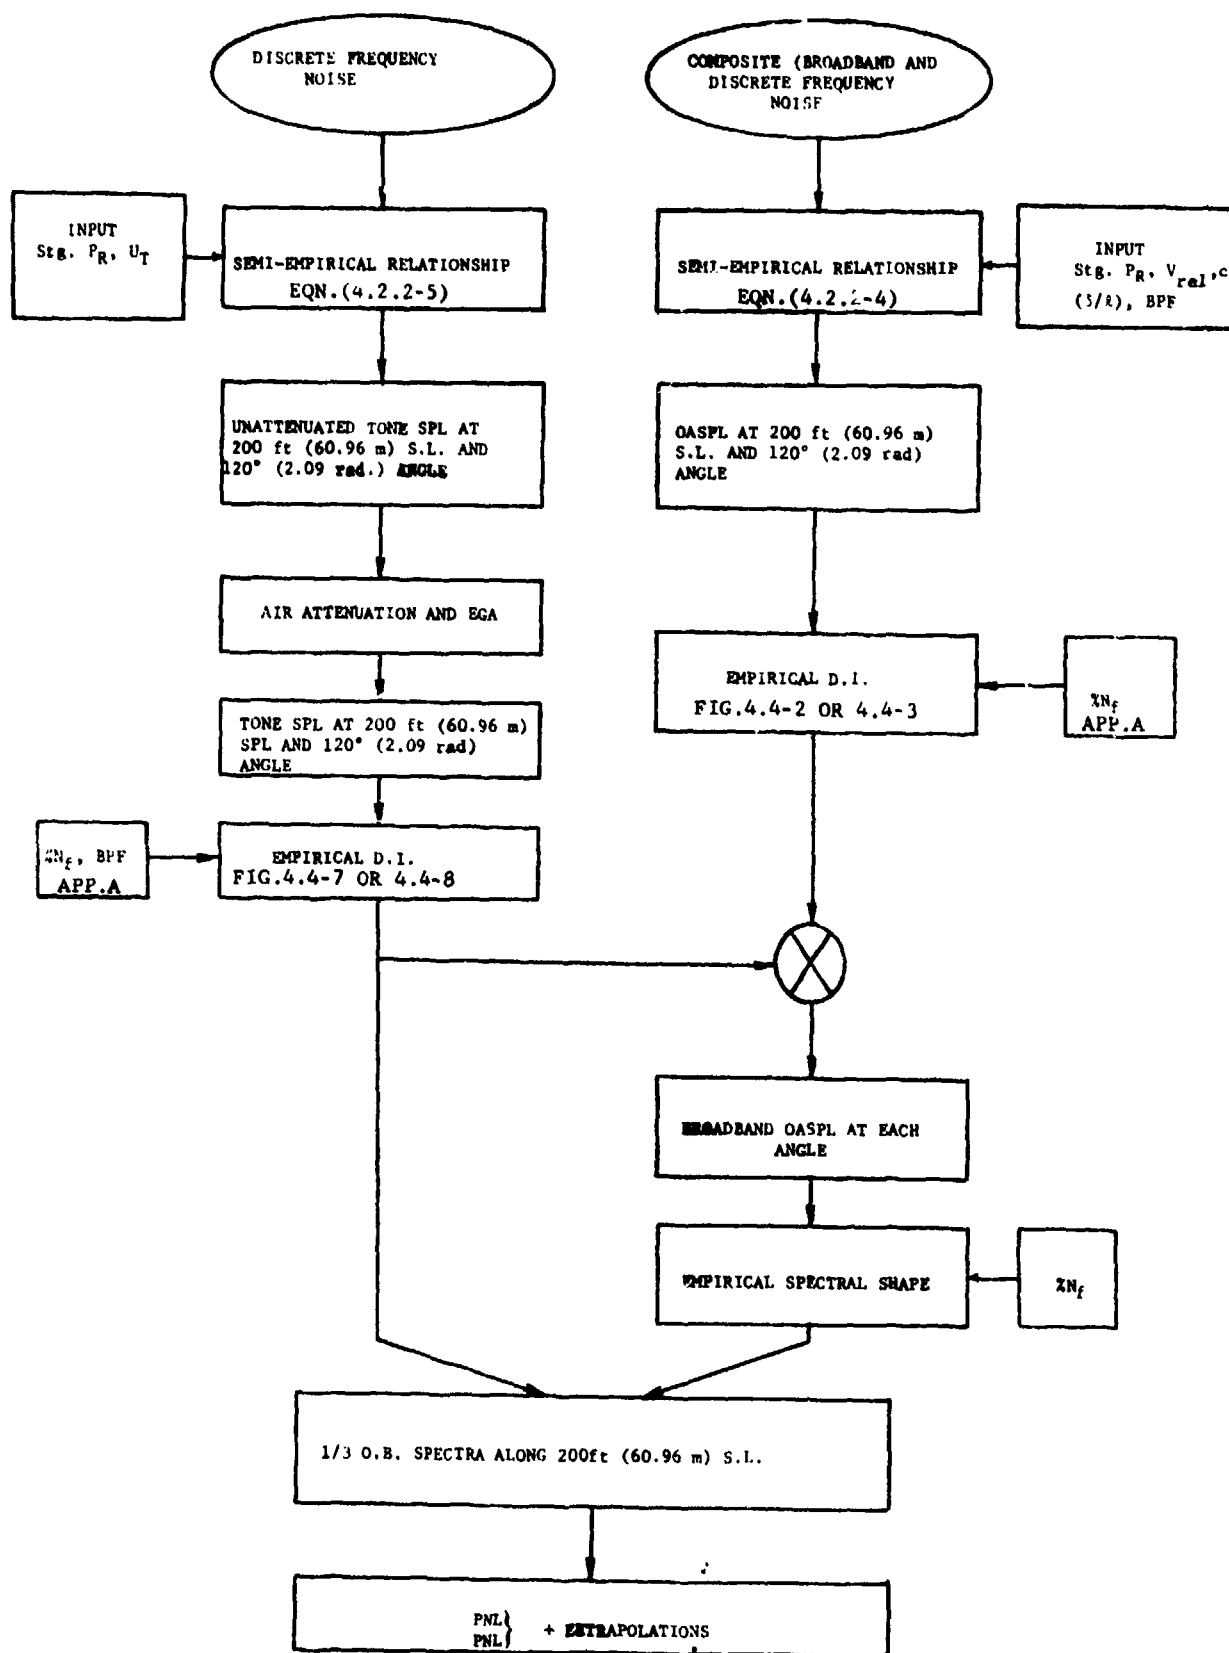 DISCRETE FREQUENCY
NOISE
COMPOSITE (BROADBAND AND
DISCRETE FREQUENCY
NOISE
INPUT
Stg. P_R, U_T
SEMI-EMPIRICAL RELATIONSHIP
EQN.(4.2.2-5)
SEMI-EMPIRICAL RELATIONSHIP
EQN.(4.2.2-4)
INPUT
Stg. P_R, V_rel, c
(S/R), BPF
UNATTENUATED TONE SPL AT
200 ft (60.96 m) S.L. AND
120° (2.09 rad.) ANGLE
OASPL AT 200 ft (60.96 m)
S.L. AND 120° (2.09 rad)
ANGLE
AIR ATTENUATION AND EGA
EMPIRICAL D.I.
FIG.4.4-2 OR 4.4-3
%N_f
APP.A
TONE SPL AT 200 ft (60.96 m)
SPL AND 120° (2.09 rad)
ANGLE
%N_f, BPF
APP.A
EMPIRICAL D.I.
FIG.4.4-7 OR 4.4-8
BROADBAND OASPL AT EACH
ANGLE
EMPIRICAL SPECTRAL SHAPE
%N_f
1/3 O.B. SPECTRA ALONG 200ft (60.96 m) S.L.
PNL}
PNL} + EXTRAPOLATIONS